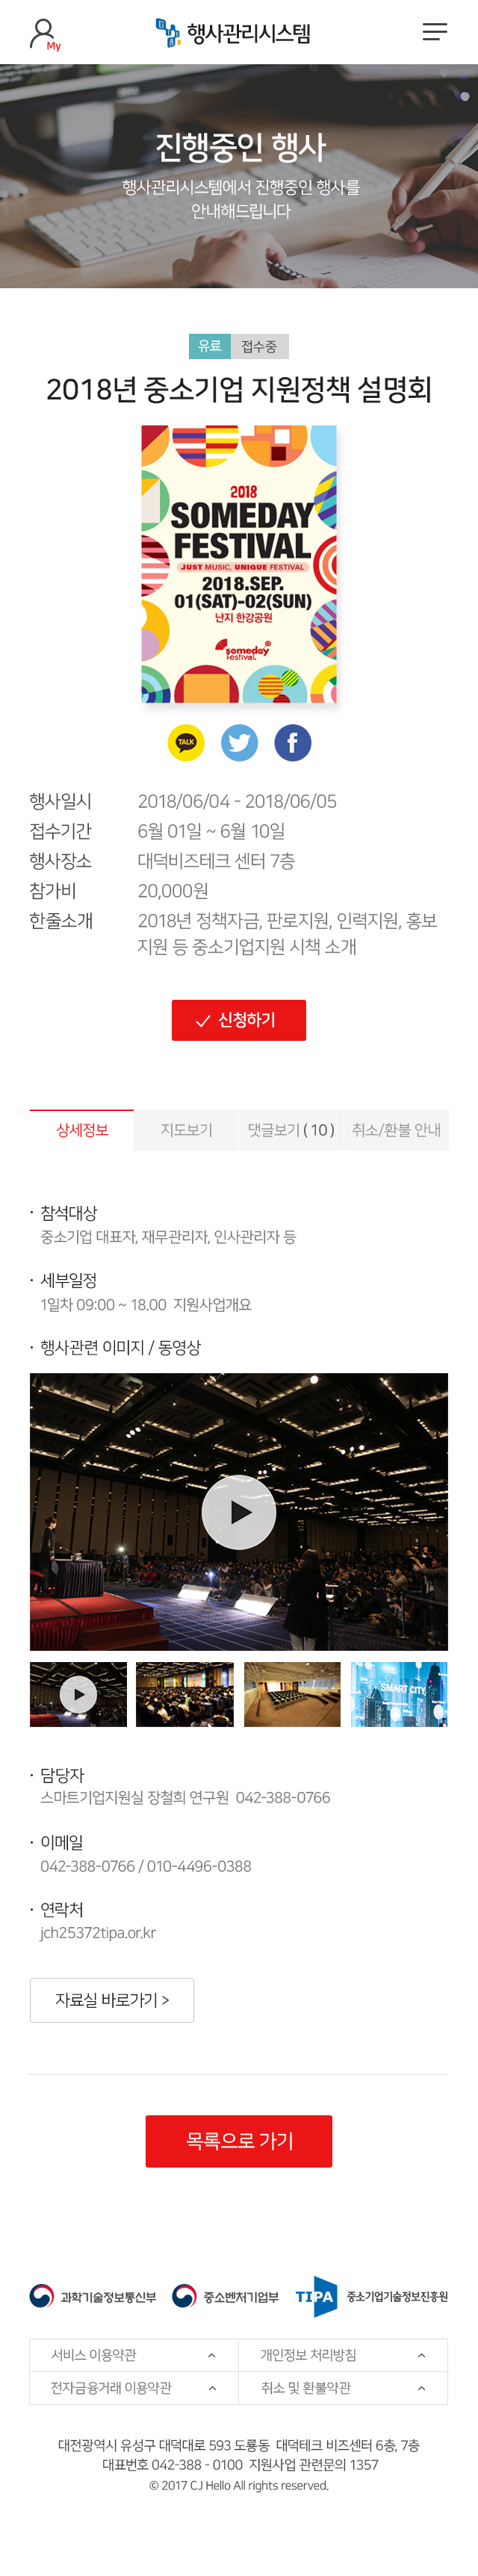 My
행사관리시스템
진행중인 행사
행사관리시스템에서 진행중인 행사를
안내해드립니다
유료 접수중
2018년 중소기업 지원정책 설명회
2018
SOMEDAY
FESTIVAL
JUST MUSIC, UNIQUE FESTIVAL
2018.SEP.
01(SAT)-02(SUN)
난지 한강공원
someday
festival
TALK
행사일시 2018/06/04 - 2018/06/05
접수기간 6월 01일 ~ 6월 10일
행사장소 대덕비즈테크 센터 7층
참가비 20,000원
한줄소개 2018년 정책자금, 판로지원, 인력지원, 홍보
지원 등 중소기업지원 시책 소개
신청하기
상세정보 지도보기 댓글보기 ( 10 ) 취소/환불 안내
· 참석대상
중소기업 대표자, 재무관리자, 인사관리자 등
· 세부일정
1일차 09:00 ~ 18.00 지원사업개요
· 행사관련 이미지 / 동영상
SMART CITY
· 담당자
스마트기업지원실 장철희 연구원 042-388-0766
· 이메일
042-388-0766 / 010-4496-0388
· 연락처
jch25372tipa.or.kr
자료실 바로가기 >
목록으로 가기
과학기술정보통신부 중소벤처기업부 TIPA 중소기업기술정보진흥원
서비스 이용약관 개인정보 처리방침
전자금융거래 이용약관 취소 및 환불약관
대전광역시 유성구 대덕대로 593 도룡동 대덕테크 비즈센터 6층, 7층
대표번호 042-388 - 0100 지원사업 관련문의 1357
© 2017 CJ Hello All rights reserved.